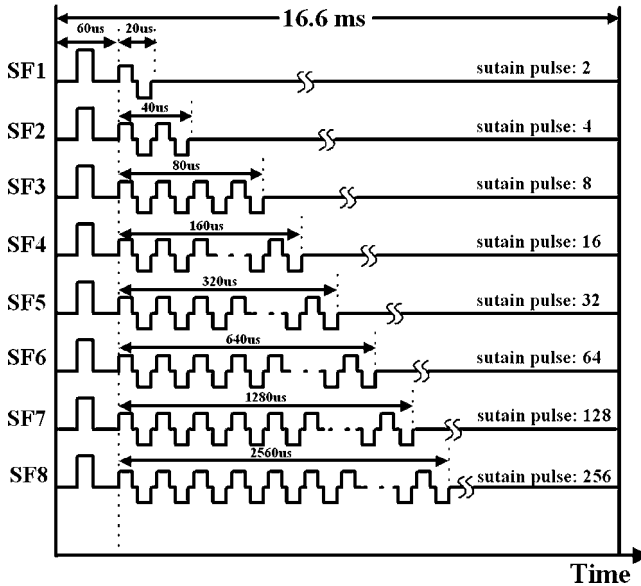 16.6 ms
60us 20us
SF1 sutain pulse: 2
40us
SF2 sutain pulse: 4
80us
SF3 sutain pulse: 8
160us
SF4 sutain pulse: 16
320us
SF5 sutain pulse: 32
640us
SF6 sutain pulse: 64
1280us
SF7 sutain pulse: 128
2560us
SF8 sutain pulse: 256
Time